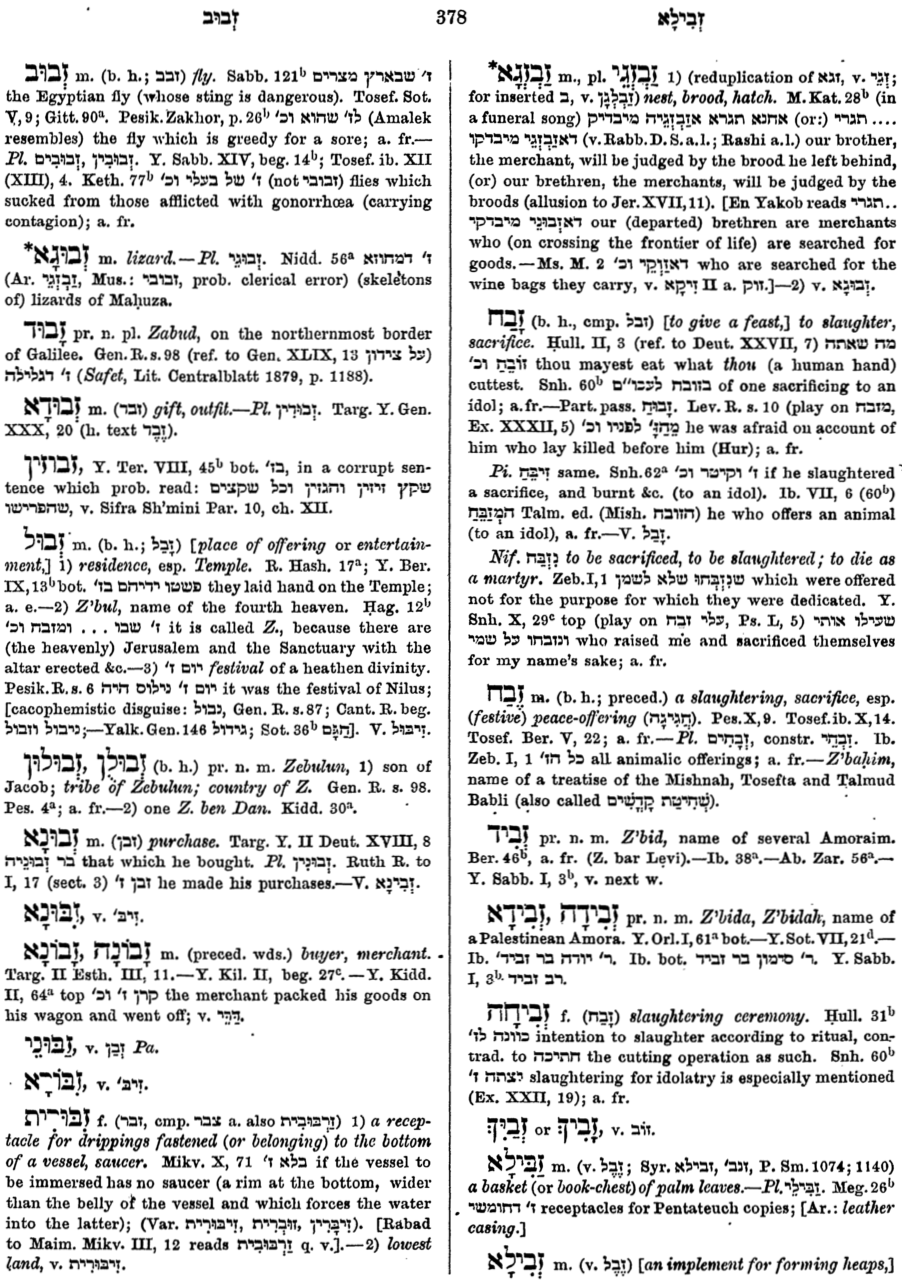 זְבוּב 378 זְבִילָא
זְבוּב m. (b. h.; זבב) fly. Sabb. 121ᵇ ז' שבארץ מצרים
the Egyptian fly (whose sting is dangerous). Tosef. Sot.
V, 9; Gitt. 90ᵃ. Pesik. Zakhor, p. 26ᵇ לז' שהוא וכ' (Amalek
resembles) the fly which is greedy for a sore; a. fr.—
Pl. זְבוּבִים, זְבוּבִין. Y. Sabb. XIV, beg. 14ᵇ; Tosef. ib. XII
(XIII), 4. Keth. 77ᵇ ז' של בעלי וכ' (not זבובי) flies which
sucked from those afflicted with gonorrhœa (carrying
contagion); a. fr.
זְבוּגָא* m. lizard.—Pl. זְבוּגֵי. Nidd. 56ᵃ ז' דמחוזא
(Ar. זַבְזְגֵי, Mus.: זבובי, prob. clerical error) (skeletons
of) lizards of Maḥuza.
זְבוּד pr. n. pl. Zabud, on the northernmost border
of Galilee. Gen. R. s. 98 (ref. to Gen. XLIX, 13 על צידון)
ז' דגלילה (Safet, Lit. Centralblatt 1879, p. 1188).
זְבוּדָא m. (זבד) gift, outfit.—Pl. זְבוּדִין. Targ. Y. Gen.
XXX, 20 (h. text זֶבֶד).
זְבוּזִין, Y. Ter. VIII, 45ᵇ bot. בז', in a corrupt sen-
tence which prob. read: שקץ זיזין והגזין וכל שקצים
שהפרישו, v. Sifra Sh'mini Par. 10, ch. XII.
זְבוּל m. (b. h.; זָבַל) [place of offering or entertain-
ment,] 1) residence, esp. Temple. R. Hash. 17ᵃ; Y. Ber.
IX, 13ᵇ bot. פשטו ידיהם בז' they laid hand on the Temple;
a. e.—2) Z'bul, name of the fourth heaven. Ḥag. 12ᵇ
ז' שבו ... ומזבח וכ' it is called Z., because there are
(the heavenly) Jerusalem and the Sanctuary with the
altar erected &c.—3) יום ז' festival of a heathen divinity.
Pesik. R. s. 6 יום ז' נילוס היה it was the festival of Nilus;
[cacophemistic disguise: נבול, Gen. R. s. 87; Cant. R. beg.
ניבול וזבול;—Yalk. Gen. 146 גידול; Sot. 36ᵇ חַגָּם]. V. זִיבּוּל.
זְבוּלֻן, זְבוּלוּן (b. h.) pr. n. m. Zebulun, 1) son of
Jacob; tribe of Zebulun; country of Z. Gen. R. s. 98.
Pes. 4ᵃ; a. fr.—2) one Z. ben Dan. Kidd. 30ᵃ.
זְבוּנָא m. (זבן) purchase. Targ. Y. II Deut. XVIII, 8
בר זְבוּנֵיהּ that which he bought. Pl. זְבוּנִין. Ruth R. to
I, 17 (sect. 3) זבן ז' he made his purchases.—V. זְבִינָא.
זִבּוּנָא, v. זיב'.
זָבוֹנָא, זָבוֹנָה m. (preced. wds.) buyer, merchant.
Targ. II Esth. III, 11.—Y. Kil. II, beg. 27ᶜ.—Y. Kidd.
II, 64ᵃ top קרן ז' וכ' the merchant packed his goods on
his wagon and went off; v.
זַבּוּנֵי, v. זְבַן Pa.
זִבּוּרָא, v. זיב'.
זִבּוּרִית f. (זבר, cmp. צבר a. also זַרְבּוּבִית) 1) a recep-
tacle for drippings fastened (or belonging) to the bottom
of a vessel, saucer. Mikv. X, 71 בלא ז' if the vessel to
be immersed has no saucer (a rim at the bottom, wider
than the belly of the vessel and which forces the water
into the latter); (Var. זִיבָּרִין, זוּבְּרִית, זִיבּוּרִית). [Rabad
to Maim. Mikv. III, 12 reads זַרְבּוּבִית q. v.].—2) lowest
land, v. זִיבּוּרִית.
זַבְזְגָא* m., pl. זַבְזְגֵי 1) (reduplication of זגא, v. זְגֵי;
for inserted ב, v. זַבְלְגָן) nest, brood, hatch. M. Kat. 28ᵇ (in
a funeral song) אחנא תגרא אזבזגיה מיבדיק (or:) תגרי ....
דאזבזגי מיבדקו (v. Rabb. D. S. a. l.; Rashi a. l.) our brother,
the merchant, will be judged by the brood he left behind,
(or) our brethren, the merchants, will be judged by the
broods (allusion to Jer. XVII, 11). [En Yakob reads תגרי..
דאזבוגי מיבדקי our (departed) brethren are merchants
who (on crossing the frontier of life) are searched for
goods.—Ms. M. 2 דאזוקי וכ' who are searched for the
wine bags they carry, v. זִיקָא II a. זוק.]—2) v. זְבוּגָא.
זָבַח (b. h., cmp. זבל) [to give a feast,] to slaughter,
sacrifice. Ḥull. II, 3 (ref. to Deut. XXVII, 7) מה שאתה
זוֹבֵחַ וכ' thou mayest eat what thou (a human hand)
cuttest. Snh. 60ᵇ בזובח לעכו״ם of one sacrificing to an
idol; a. fr.—Part. pass. זָבוּחַ. Lev. R. s. 10 (play on מזבח,
Ex. XXXII, 5) מֵהַזָּ' לפניו וכ' he was afraid on account of
him who lay killed before him (Hur); a. fr.
Pi. זִיבַּח same. Snh. 62ᵃ ז' וקיטר וכ' if he slaughtered
a sacrifice, and burnt &c. (to an idol). Ib. VII, 6 (60ᵇ)
הַמְזַבֵּחַ Talm. ed. (Mish. הזובח) he who offers an animal
(to an idol), a. fr.—V. זָבַל.
Nif. נִזְבַּח to be sacrificed, to be slaughtered; to die as
a martyr. Zeb. I, 1 שֶׁנִּזְבְּחוּ שלא לשמן which were offered
not for the purpose for which they were dedicated. Y.
Snh. X, 29ᶜ top (play on עלי זבח, Ps. L, 5) שעילו אותי
ונזבחו על שמי who raised me and sacrificed themselves
for my name's sake; a. fr.
זֶבַח m. (b. h.; preced.) a slaughtering, sacrifice, esp.
(festive) peace-offering (חֲגִיגָה). Pes. X, 9. Tosef. ib. X, 14.
Tosef. Ber. V, 22; a. fr.—Pl. זְבָחִים, constr. זִבְחֵי. Ib.
Zeb. I, 1 כל הז' all animalic offerings; a. fr.—Z'baḥim,
name of a treatise of the Mishnah, Tosefta and Talmud
Babli (also called שְׁחִיטַת קָדָשִׁים).
זְבִיד pr. n. m. Z'bid, name of several Amoraim.
Ber. 46ᵇ, a. fr. (Z. bar Levi).—Ib. 38ᵃ.—Ab. Zar. 56ᵃ.—
Y. Sabb. I, 3ᵇ, v. next w.
זְבִידָא, זְבִידָה pr. n. m. Z'bida, Z'bidah, name of
a Palestinean Amora. Y. Orl. I, 61ᵃ bot.—Y. Sot. VII, 21ᵈ.—
Ib. ר' יודה בר זביד'. Ib. bot. ר' סימון בר זביד. Y. Sabb.
I, 3ᵇ. רב זביד.
זְבִיחָה f. (זבח) slaughtering ceremony. Ḥull. 31ᵇ
כוונה לז' intention to slaughter according to ritual, con-
trad. to חתיכה the cutting operation as such. Snh. 60ᵇ
יצתה ז' slaughtering for idolatry is especially mentioned
(Ex. XXII, 19); a. fr.
זָבִיךְ or זָבִיךְ, v. זוב.
זַבִּילָא m. (v. זָבַל; Syr. זבילא, זנב', P. Sm. 1074; 1140)
a basket (or book-chest) of palm leaves.—Pl. זַבִּילֵי. Meg. 26ᵇ
ז' דחומשי receptacles for Pentateuch copies; [Ar.: leather
casing.]
זְבִילָא m. (v. זָבַל) [an implement for forming heaps,]